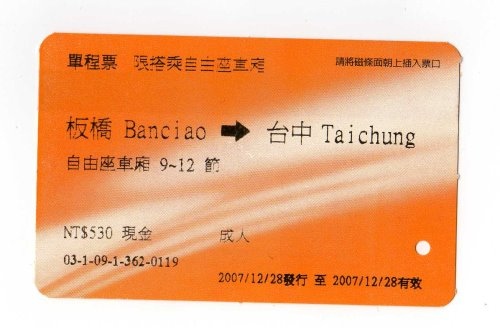 單程票 限搭乘自由座車廂 請將磁條面朝上插入票口
板橋 Banciao → 台中 Taichung
自由座車廂 9~12 節
NT$530 現金 成人
03-1-09-1-362-0119
2007/12/28發行 至 2007/12/28有效